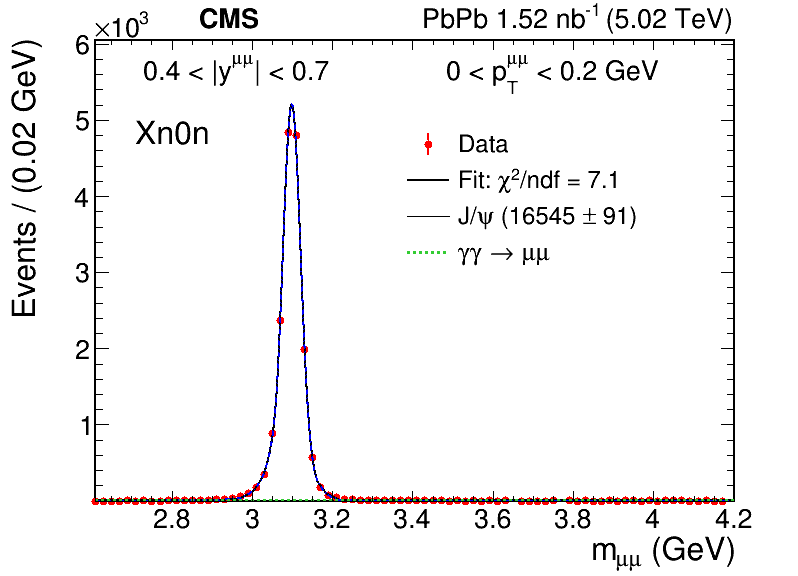 ×10³
CMS
PbPb 1.52 nb⁻¹ (5.02 TeV)
0.4 < |y^μμ| < 0.7
0 < p_T^μμ < 0.2 GeV
Xn0n
Data
Fit: χ²/ndf = 7.1
J/ψ (16545 ± 91)
γγ → μμ
Events / (0.02 GeV)
6
5
4
3
2
1
2.8 3 3.2 3.4 3.6 3.8 4 4.2
m_μμ (GeV)